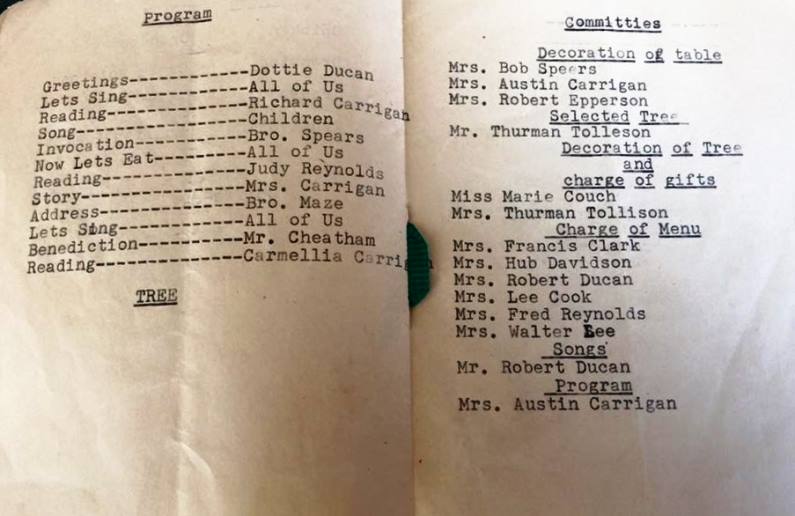 Program
Greetings------------Dottie Ducan
Lets Sing------------All of Us
Reading--------------Richard Carrigan
Song-----------------Children
Invocation-----------Bro. Spears
Now Lets Eat---------All of Us
Reading--------------Judy Reynolds
Story----------------Mrs. Carrigan
Address--------------Bro. Maze
Lets Sing------------All of Us
Benediction----------Mr. Cheatham
Reading--------------Carmellia Carrigan
TREE
Committies
Decoration of table
Mrs. Bob Speers
Mrs. Austin Carrigan
Mrs. Robert Epperson
Selected Tree
Mr. Thurman Tolleson
Decoration of Tree
and
charge of gifts
Miss Marie Couch
Mrs. Thurman Tollison
Charge of Menu
Mrs. Francis Clark
Mrs. Hub Davidson
Mrs. Robert Ducan
Mrs. Lee Cook
Mrs. Fred Reynolds
Mrs. Walter Lee
Songs
Mr. Robert Ducan
Program
Mrs. Austin Carrigan